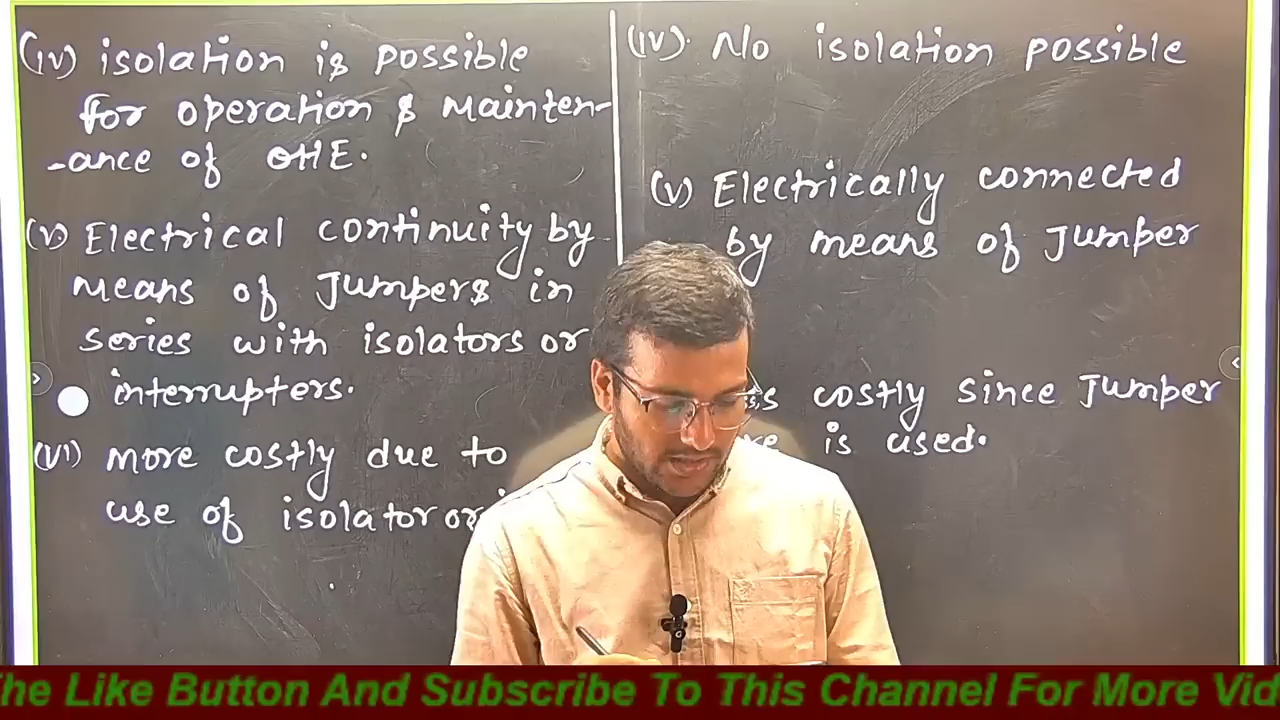 (iv) isolation is possible
for operation & Mainten-
-ance of OHE.
(v) Electrical continuity by
means of Jumpers in
series with isolators or
interrupters.
(vi) more costly due to
use of isolator or
(iv). No isolation possible
(v) Electrically connected
by means of Jumper
costly since Jumper
is used.
The Like Button And Subscribe To This Channel For More Vid